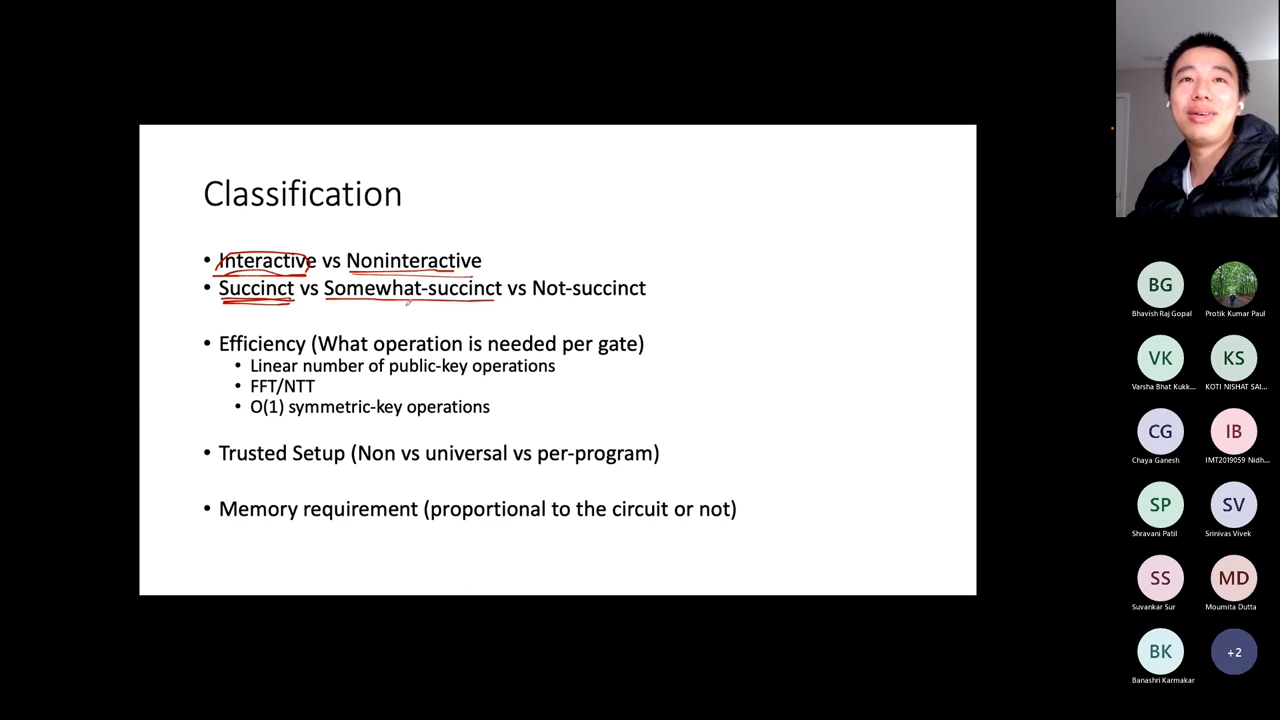 Classification
• Interactive vs Noninteractive
• Succinct vs Somewhat-succinct vs Not-succinct
• Efficiency (What operation is needed per gate)
• Linear number of public-key operations
• FFT/NTT
• O(1) symmetric-key operations
• Trusted Setup (Non vs universal vs per-program)
• Memory requirement (proportional to the circuit or not)
BG
Bhavish Raj Gopal
Protik Kumar Paul
VK
KS
Varsha Bhat Kukk...
KOTI NISHAT SAI...
CG
IB
Chaya Ganesh
IMT2019059 Nidh...
SP
SV
Shravani Patil
Srinivas Vivek
SS
MD
Suvankar Sur
Moumita Dutta
BK
+2
Banashri Karmakar